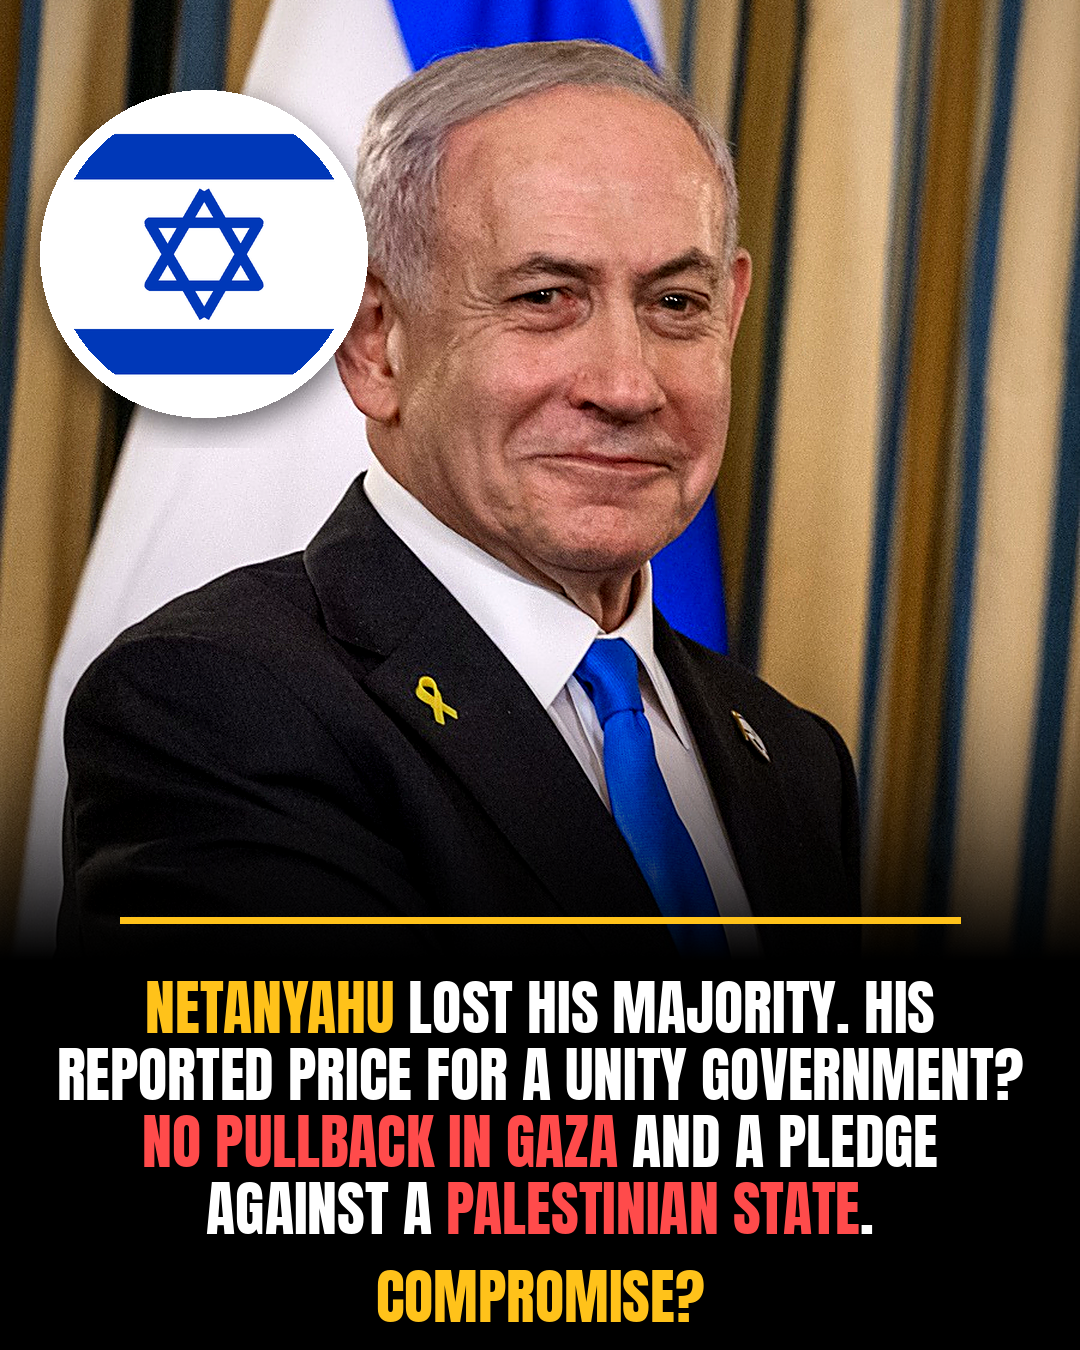 NETANYAHU LOST HIS MAJORITY. HIS
REPORTED PRICE FOR A UNITY GOVERNMENT?
NO PULLBACK IN GAZA AND A PLEDGE
AGAINST A PALESTINIAN STATE.
COMPROMISE?